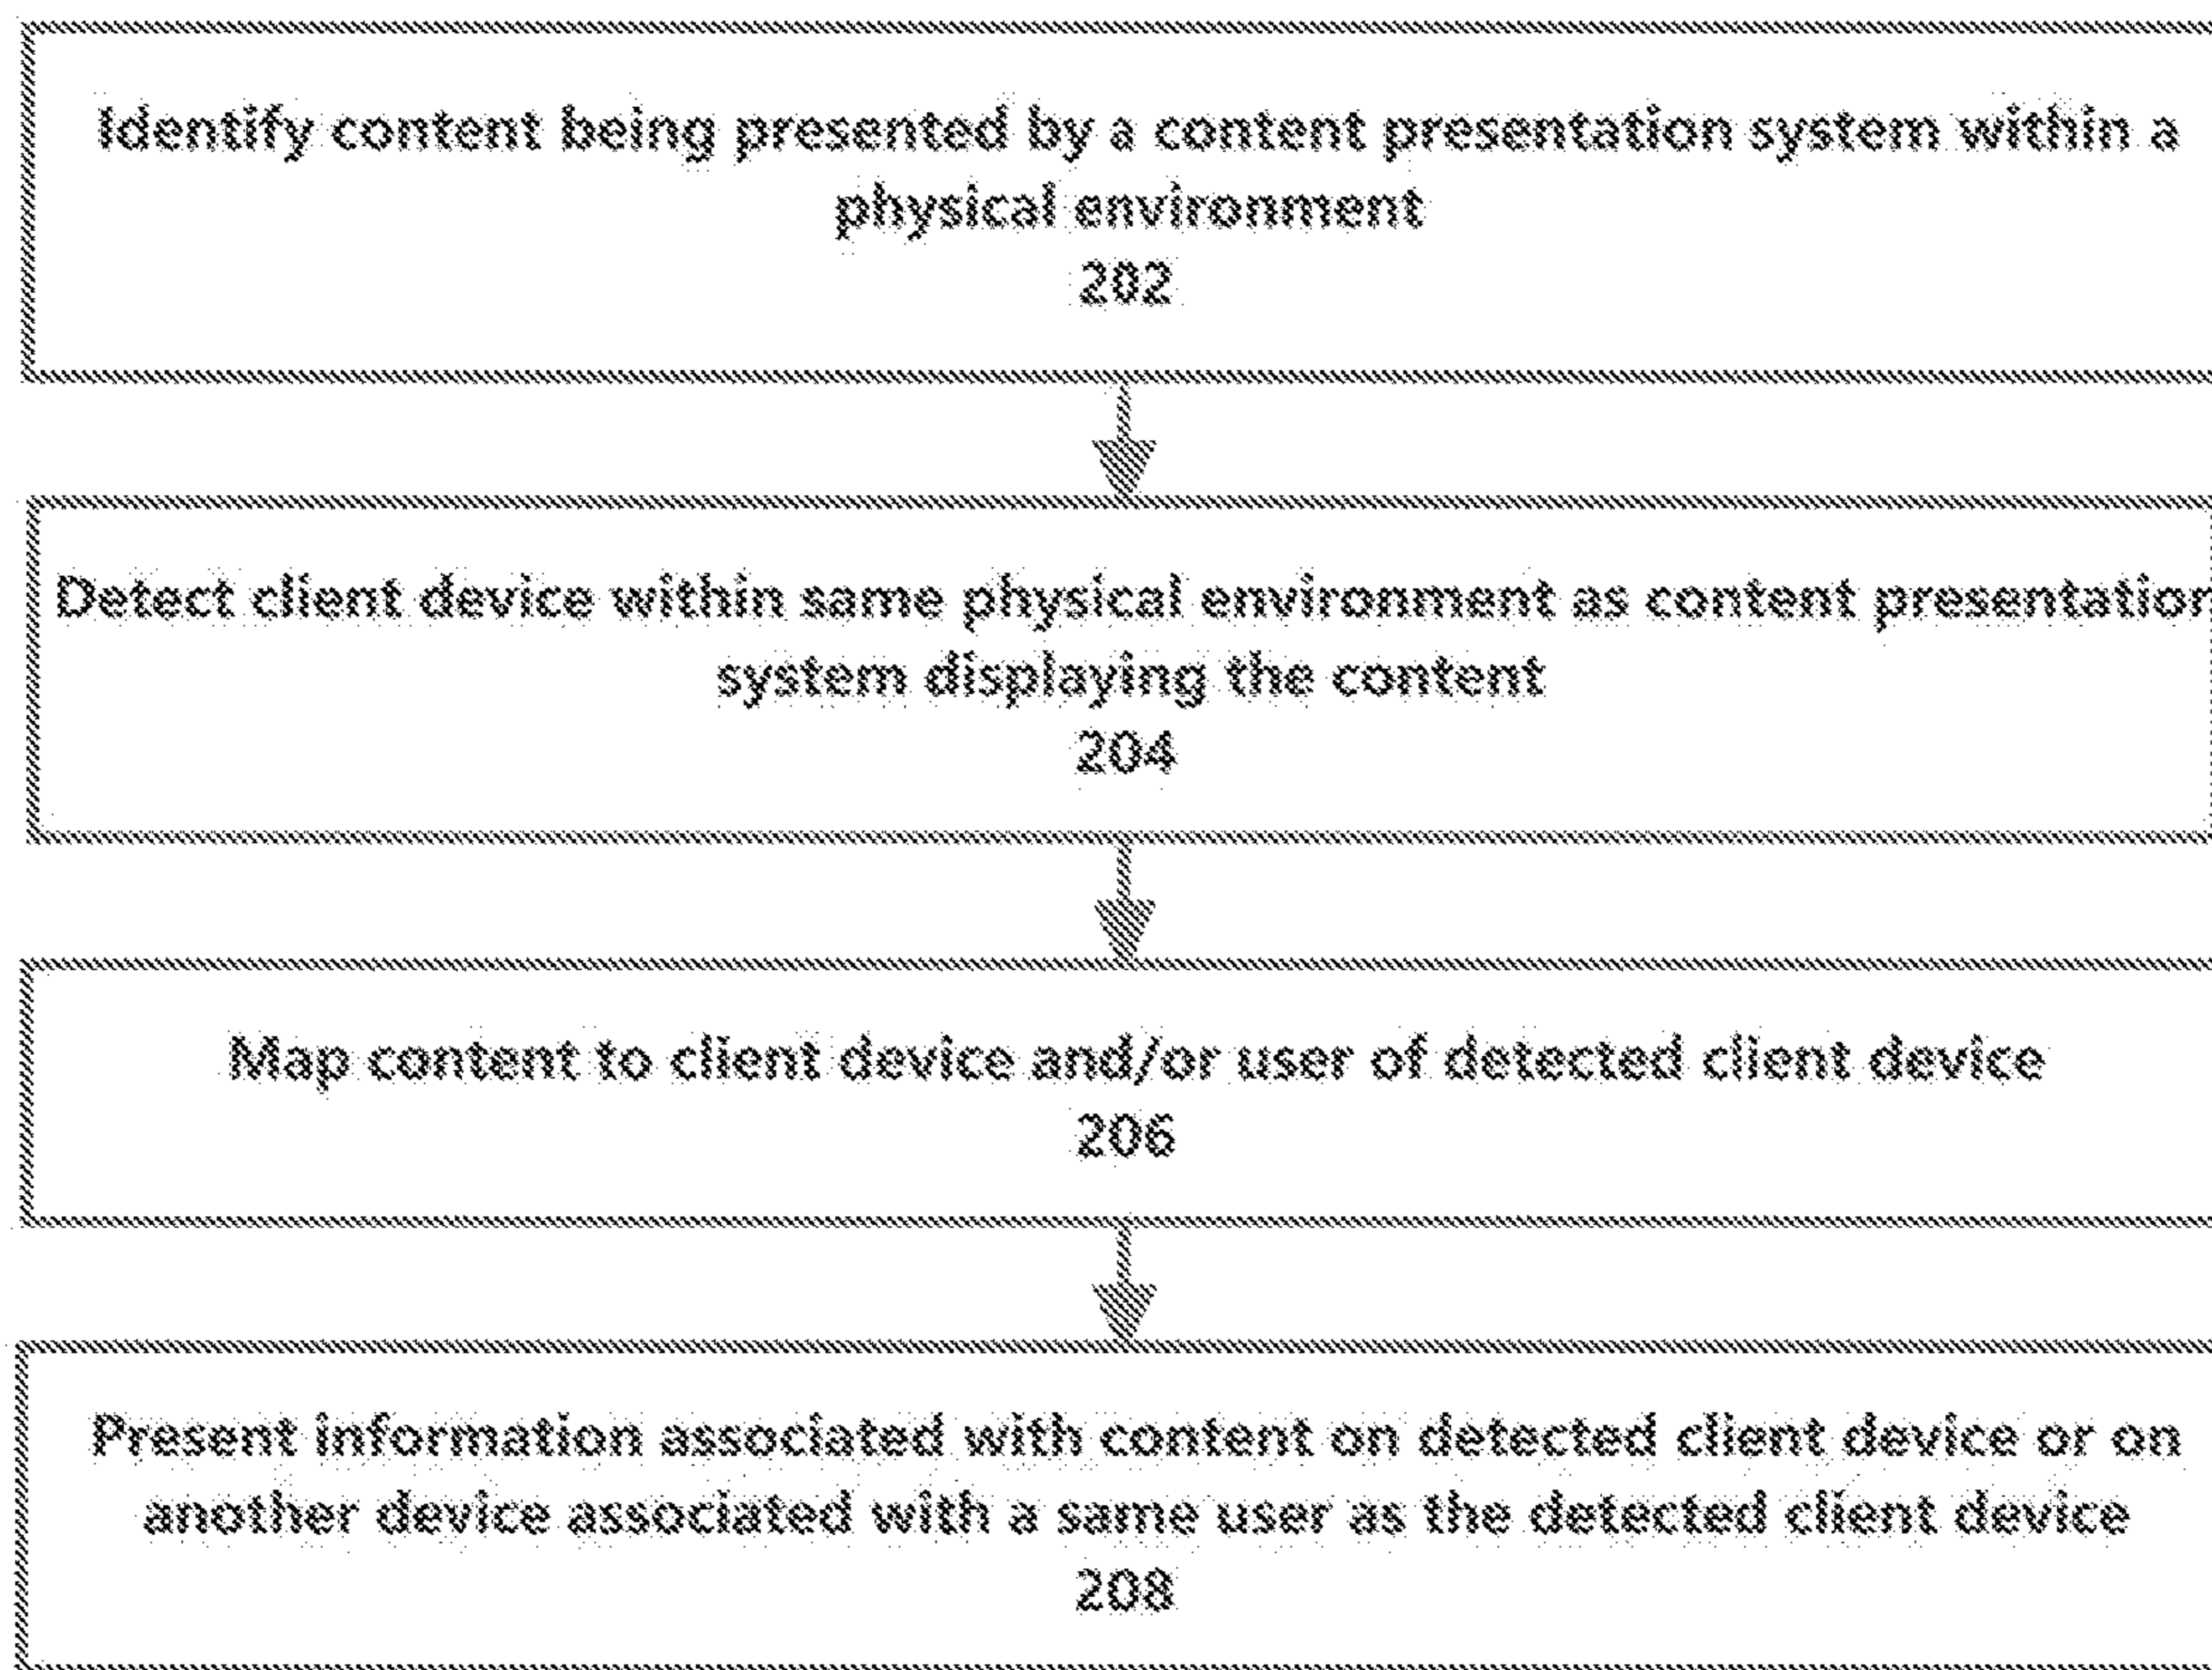 Identify content being presented by a content presentation system within a
physical environment
202
Detect client device within same physical environment as content presentation
system displaying the content
204
Map content to client device and/or user of detected client device
206
Present information associated with content on detected client device or on
another device associated with a same user as the detected client device
208